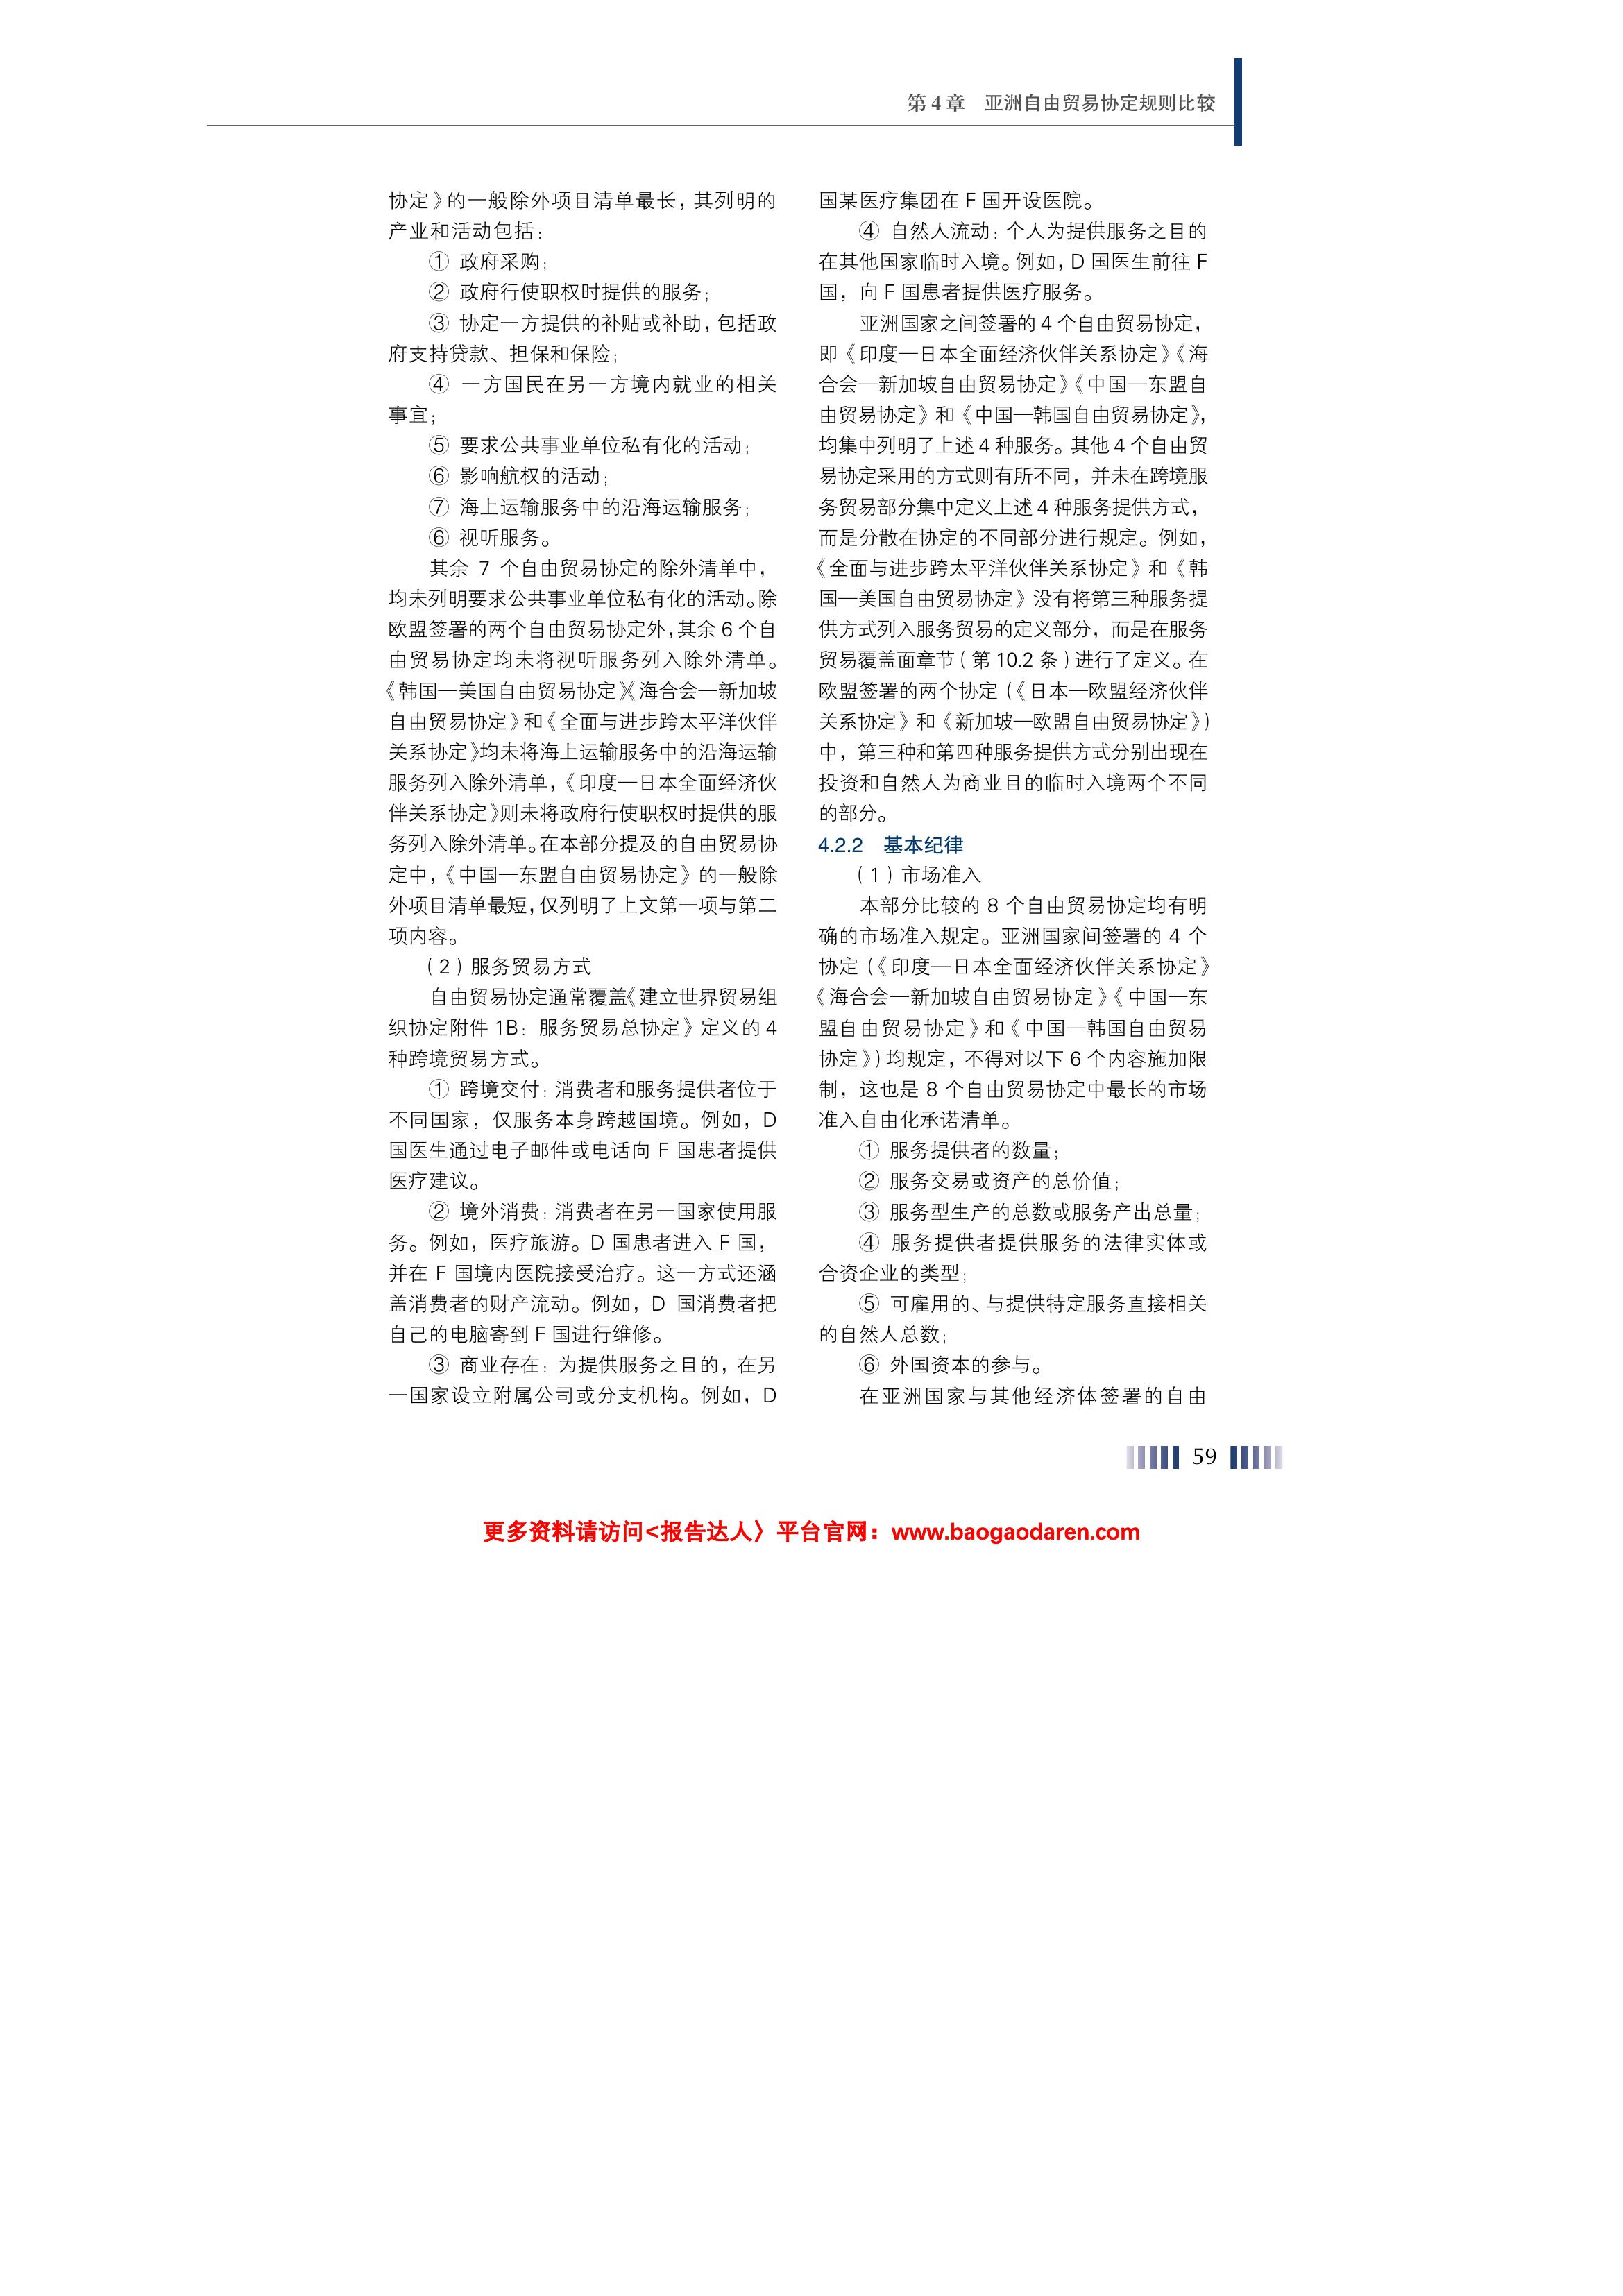 第 4 章　亚洲自由贸易协定规则比较
协定》的一般除外项目清单最长，其列明的
产业和活动包括：
① 政府采购；
② 政府行使职权时提供的服务；
③ 协定一方提供的补贴或补助，包括政
府支持贷款、担保和保险；
④ 一方国民在另一方境内就业的相关
事宜；
⑤ 要求公共事业单位私有化的活动；
⑥ 影响航权的活动；
⑦ 海上运输服务中的沿海运输服务；
⑥ 视听服务。
其余 7 个自由贸易协定的除外清单中，
均未列明要求公共事业单位私有化的活动。除
欧盟签署的两个自由贸易协定外，其余 6 个自
由贸易协定均未将视听服务列入除外清单。
《韩国—美国自由贸易协定》《海合会—新加坡
自由贸易协定》和《全面与进步跨太平洋伙伴
关系协定》均未将海上运输服务中的沿海运输
服务列入除外清单，《印度—日本全面经济伙
伴关系协定》则未将政府行使职权时提供的服
务列入除外清单。在本部分提及的自由贸易协
定中，《中国—东盟自由贸易协定》的一般除
外项目清单最短，仅列明了上文第一项与第二
项内容。
（2）服务贸易方式
自由贸易协定通常覆盖《建立世界贸易组
织协定附件 1B：服务贸易总协定》定义的 4
种跨境贸易方式。
① 跨境交付：消费者和服务提供者位于
不同国家，仅服务本身跨越国境。例如，D
国医生通过电子邮件或电话向 F 国患者提供
医疗建议。
② 境外消费：消费者在另一国家使用服
务。例如，医疗旅游。D 国患者进入 F 国，
并在 F 国境内医院接受治疗。这一方式还涵
盖消费者的财产流动。例如，D 国消费者把
自己的电脑寄到 F 国进行维修。
③ 商业存在：为提供服务之目的，在另
一国家设立附属公司或分支机构。例如，D
国某医疗集团在 F 国开设医院。
④ 自然人流动：个人为提供服务之目的
在其他国家临时入境。例如，D 国医生前往 F
国，向 F 国患者提供医疗服务。
亚洲国家之间签署的 4 个自由贸易协定，
即《印度—日本全面经济伙伴关系协定》《海
合会—新加坡自由贸易协定》《中国—东盟自
由贸易协定》和《中国—韩国自由贸易协定》，
均集中列明了上述 4 种服务。其他 4 个自由贸
易协定采用的方式则有所不同，并未在跨境服
务贸易部分集中定义上述 4 种服务提供方式，
而是分散在协定的不同部分进行规定。例如，
《全面与进步跨太平洋伙伴关系协定》和《韩
国—美国自由贸易协定》没有将第三种服务提
供方式列入服务贸易的定义部分，而是在服务
贸易覆盖面章节（第 10.2 条）进行了定义。在
欧盟签署的两个协定（《日本—欧盟经济伙伴
关系协定》和《新加坡—欧盟自由贸易协定》）
中，第三种和第四种服务提供方式分别出现在
投资和自然人为商业目的临时入境两个不同
的部分。
4.2.2　基本纪律
（1）市场准入
本部分比较的 8 个自由贸易协定均有明
确的市场准入规定。亚洲国家间签署的 4 个
协定（《印度—日本全面经济伙伴关系协定》
《海合会—新加坡自由贸易协定》《中国—东
盟自由贸易协定》和《中国—韩国自由贸易
协定》）均规定，不得对以下 6 个内容施加限
制，这也是 8 个自由贸易协定中最长的市场
准入自由化承诺清单。
① 服务提供者的数量；
② 服务交易或资产的总价值；
③ 服务型生产的总数或服务产出总量；
④ 服务提供者提供服务的法律实体或
合资企业的类型；
⑤ 可雇用的、与提供特定服务直接相关
的自然人总数；
⑥ 外国资本的参与。
在亚洲国家与其他经济体签署的自由
59
更多资料请访问<报告达人〉平台官网：www.baogaodaren.com